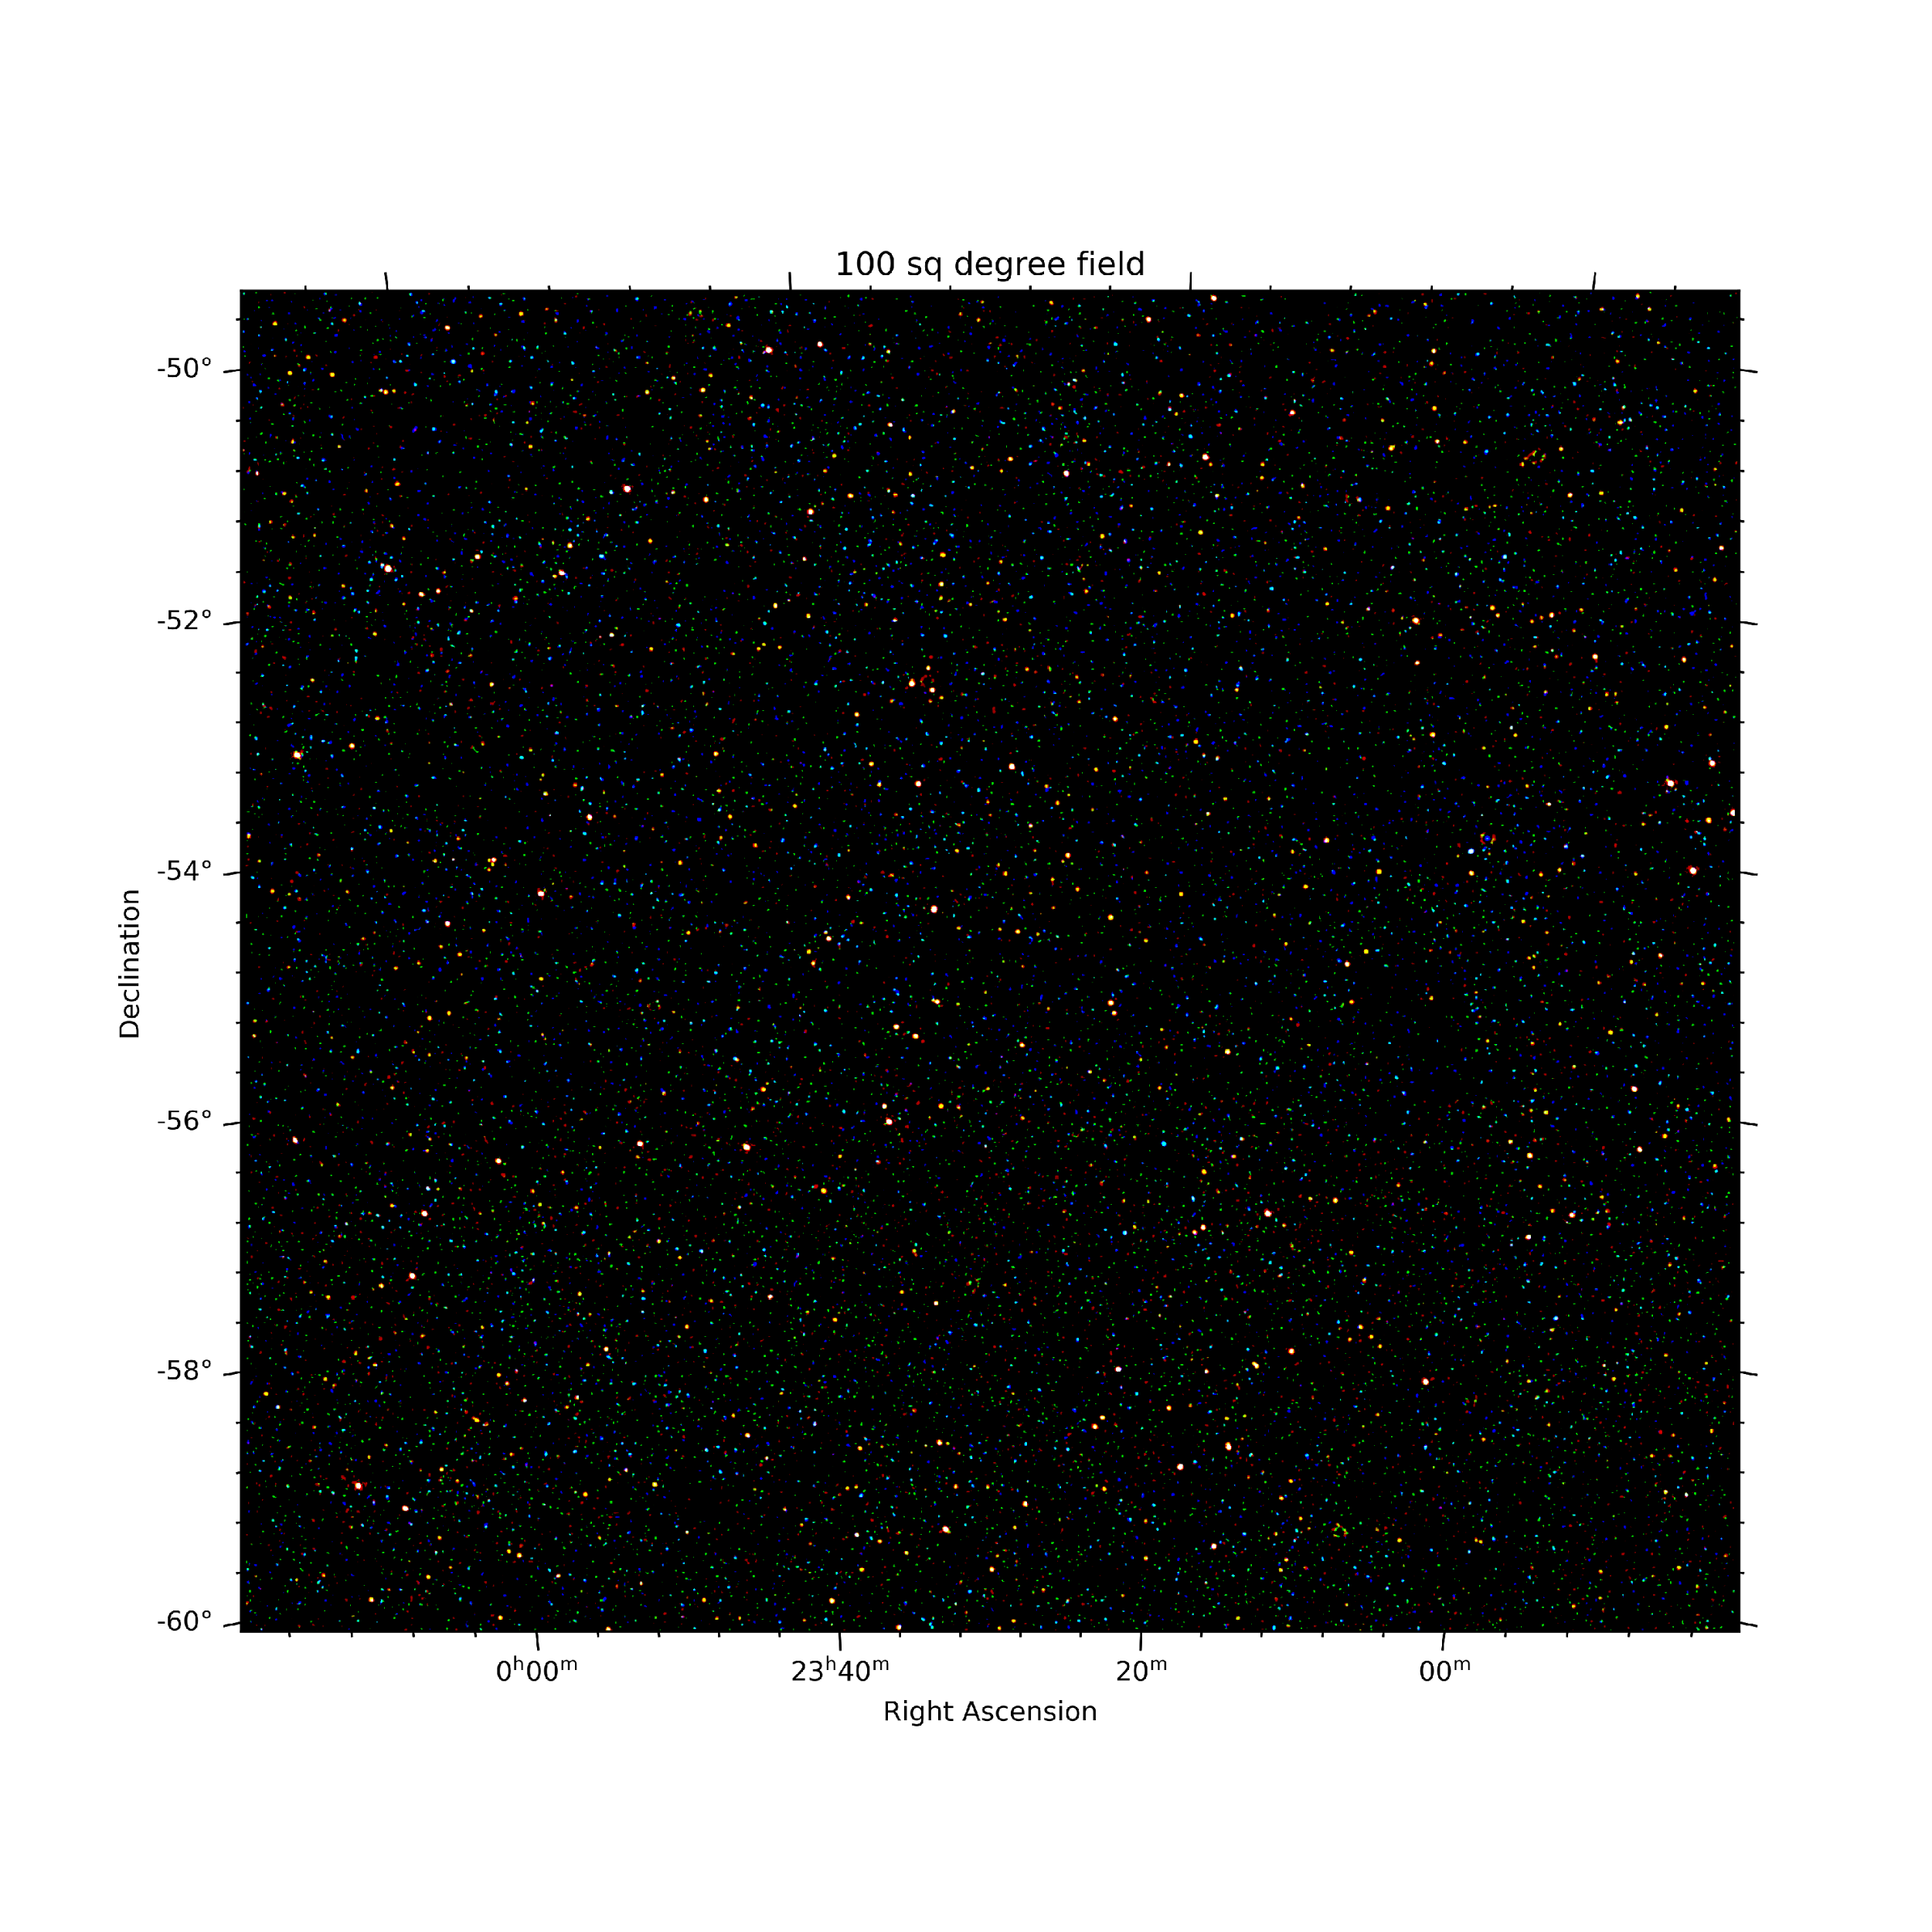 100 sq degree field
-50°
-52°
-54°
-56°
-58°
-60°
Declination
0ʰ00ᵐ 23ʰ40ᵐ 20ᵐ 00ᵐ
Right Ascension